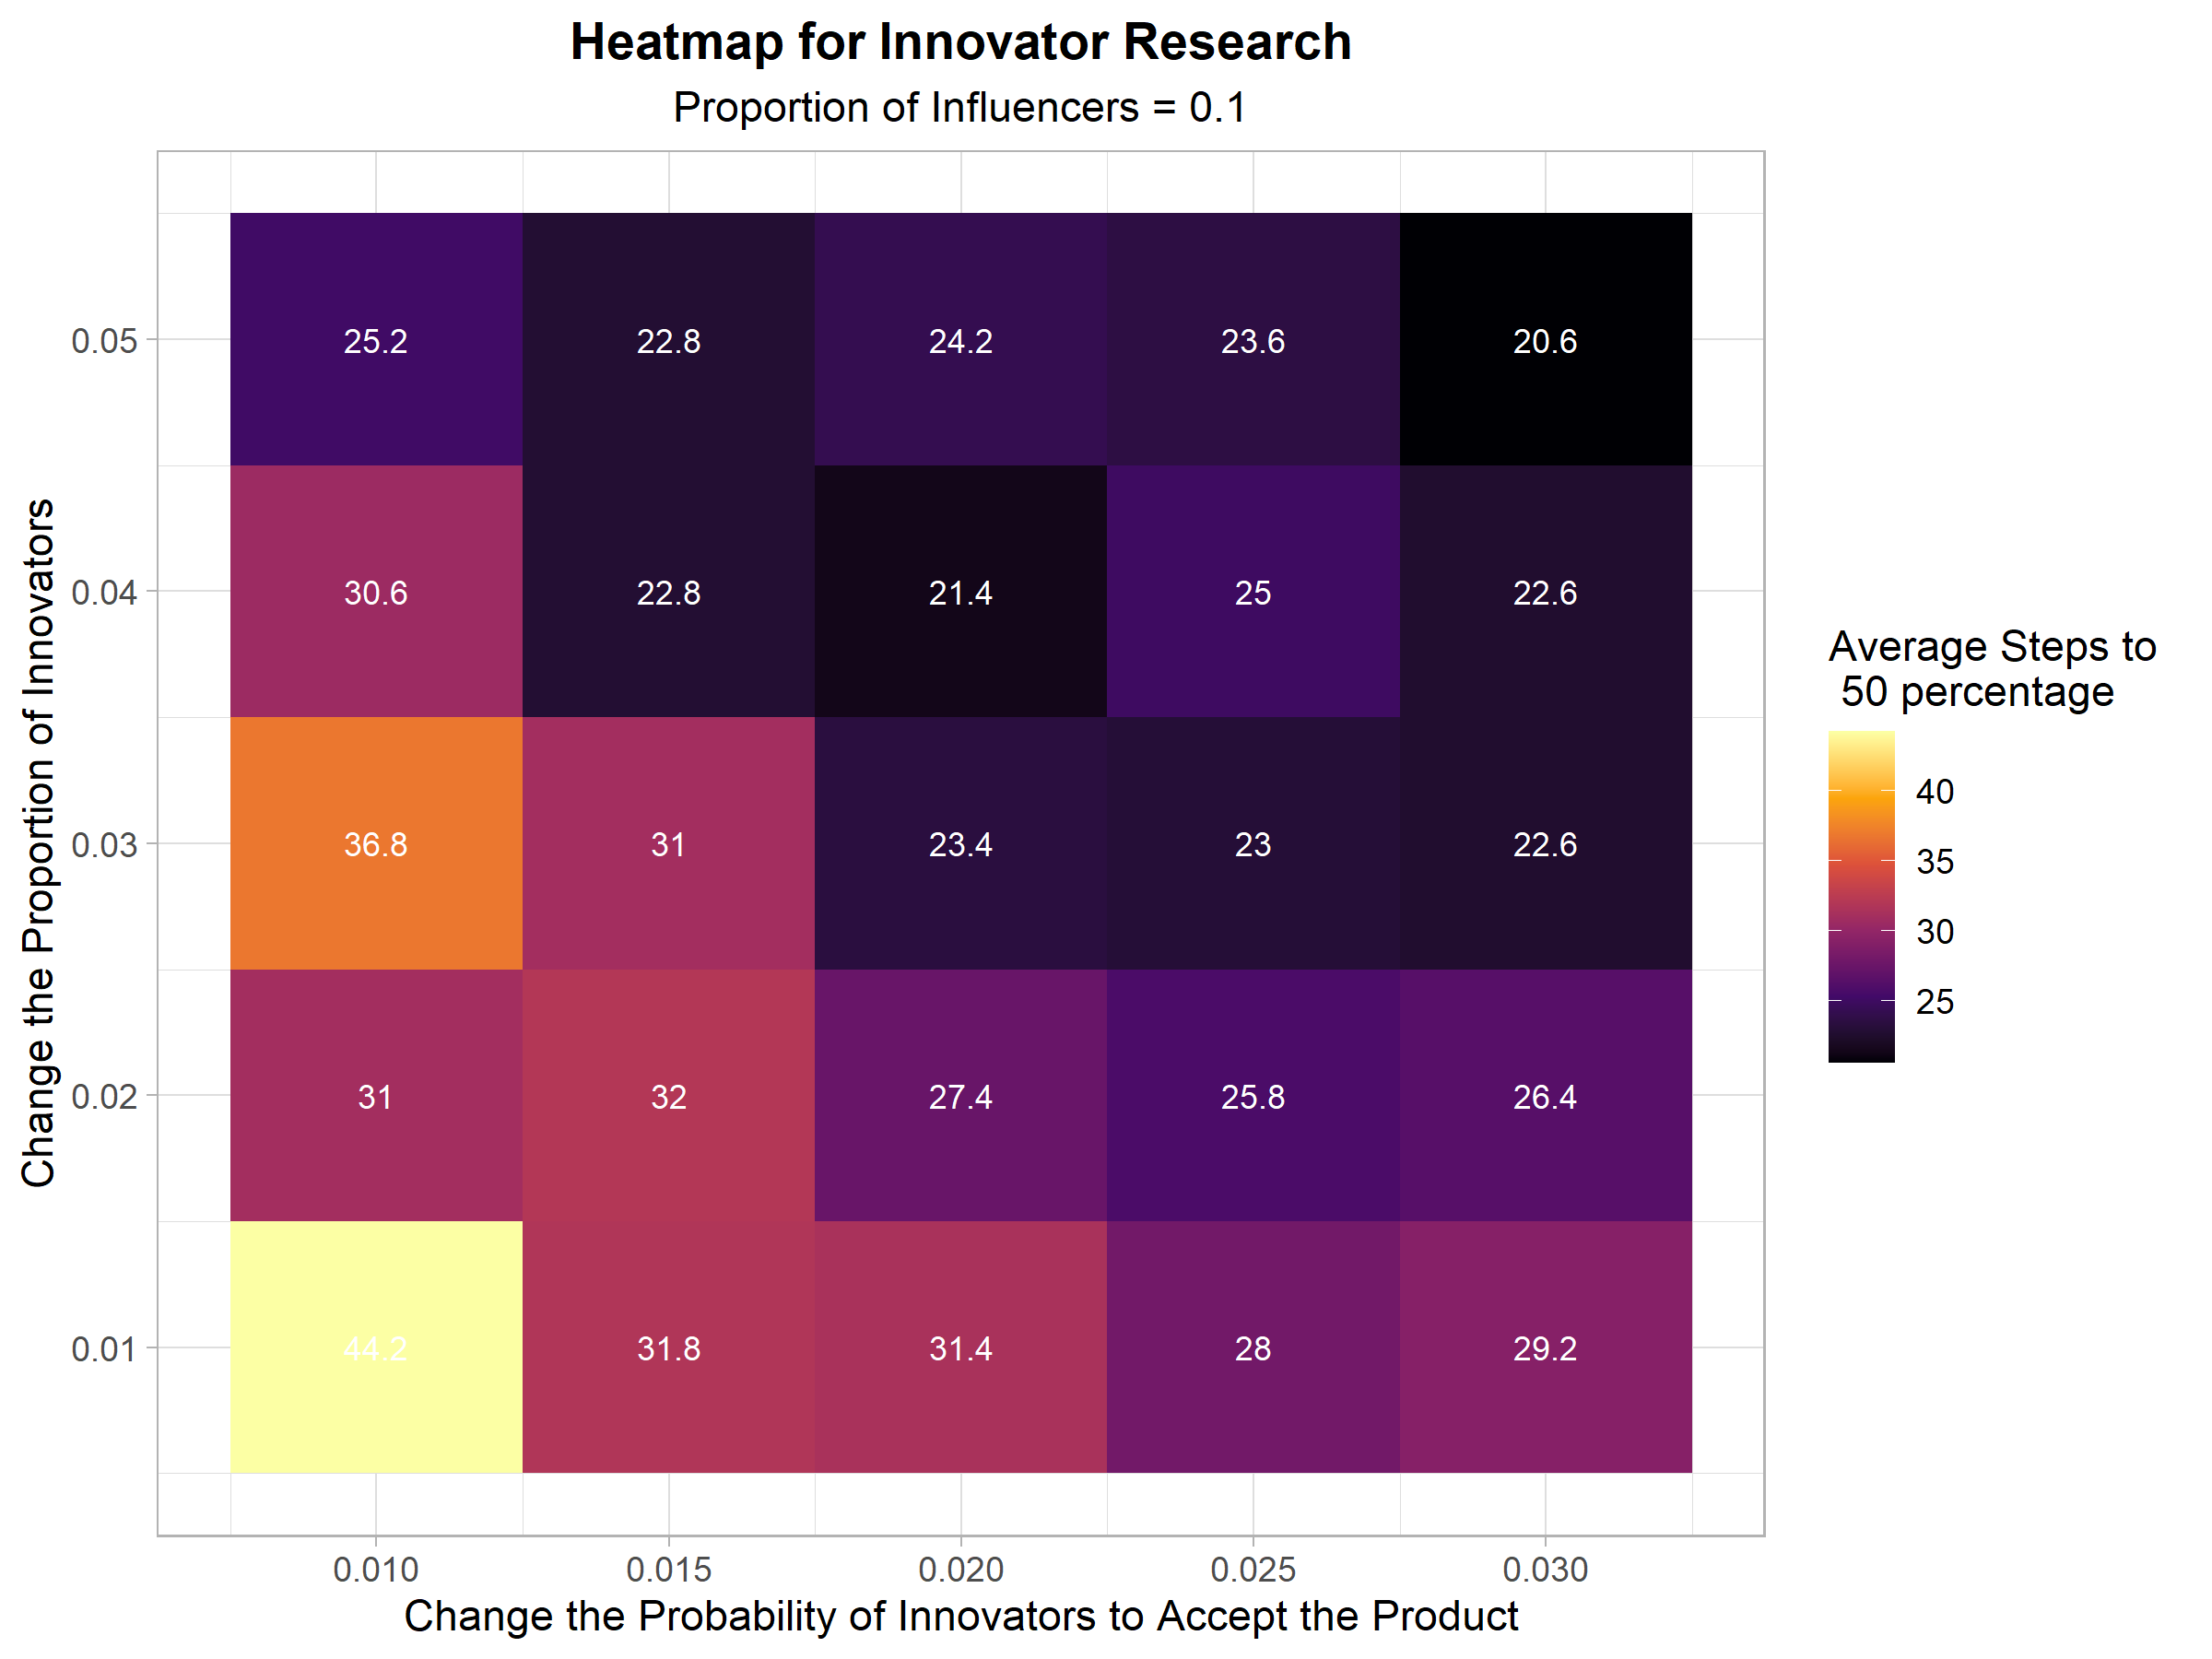 Heatmap for Innovator Research
Proportion of Influencers = 0.1
Change the Proportion of Innovators
0.05
25.2 22.8 24.2 23.6 20.6
0.04
30.6 22.8 21.4 25 22.6
0.03
36.8 31 23.4 23 22.6
0.02
31 32 27.4 25.8 26.4
0.01
44.2 31.8 31.4 28 29.2
0.010 0.015 0.020 0.025 0.030
Change the Probability of Innovators to Accept the Product
Average Steps to
50 percentage
40
35
30
25